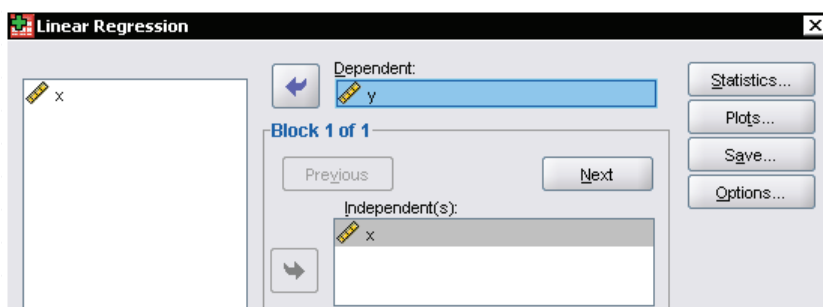 Linear Regression
x
Dependent:
y
Block 1 of 1
Previous
Next
Independent(s):
x
Statistics...
Plots...
Save...
Options...